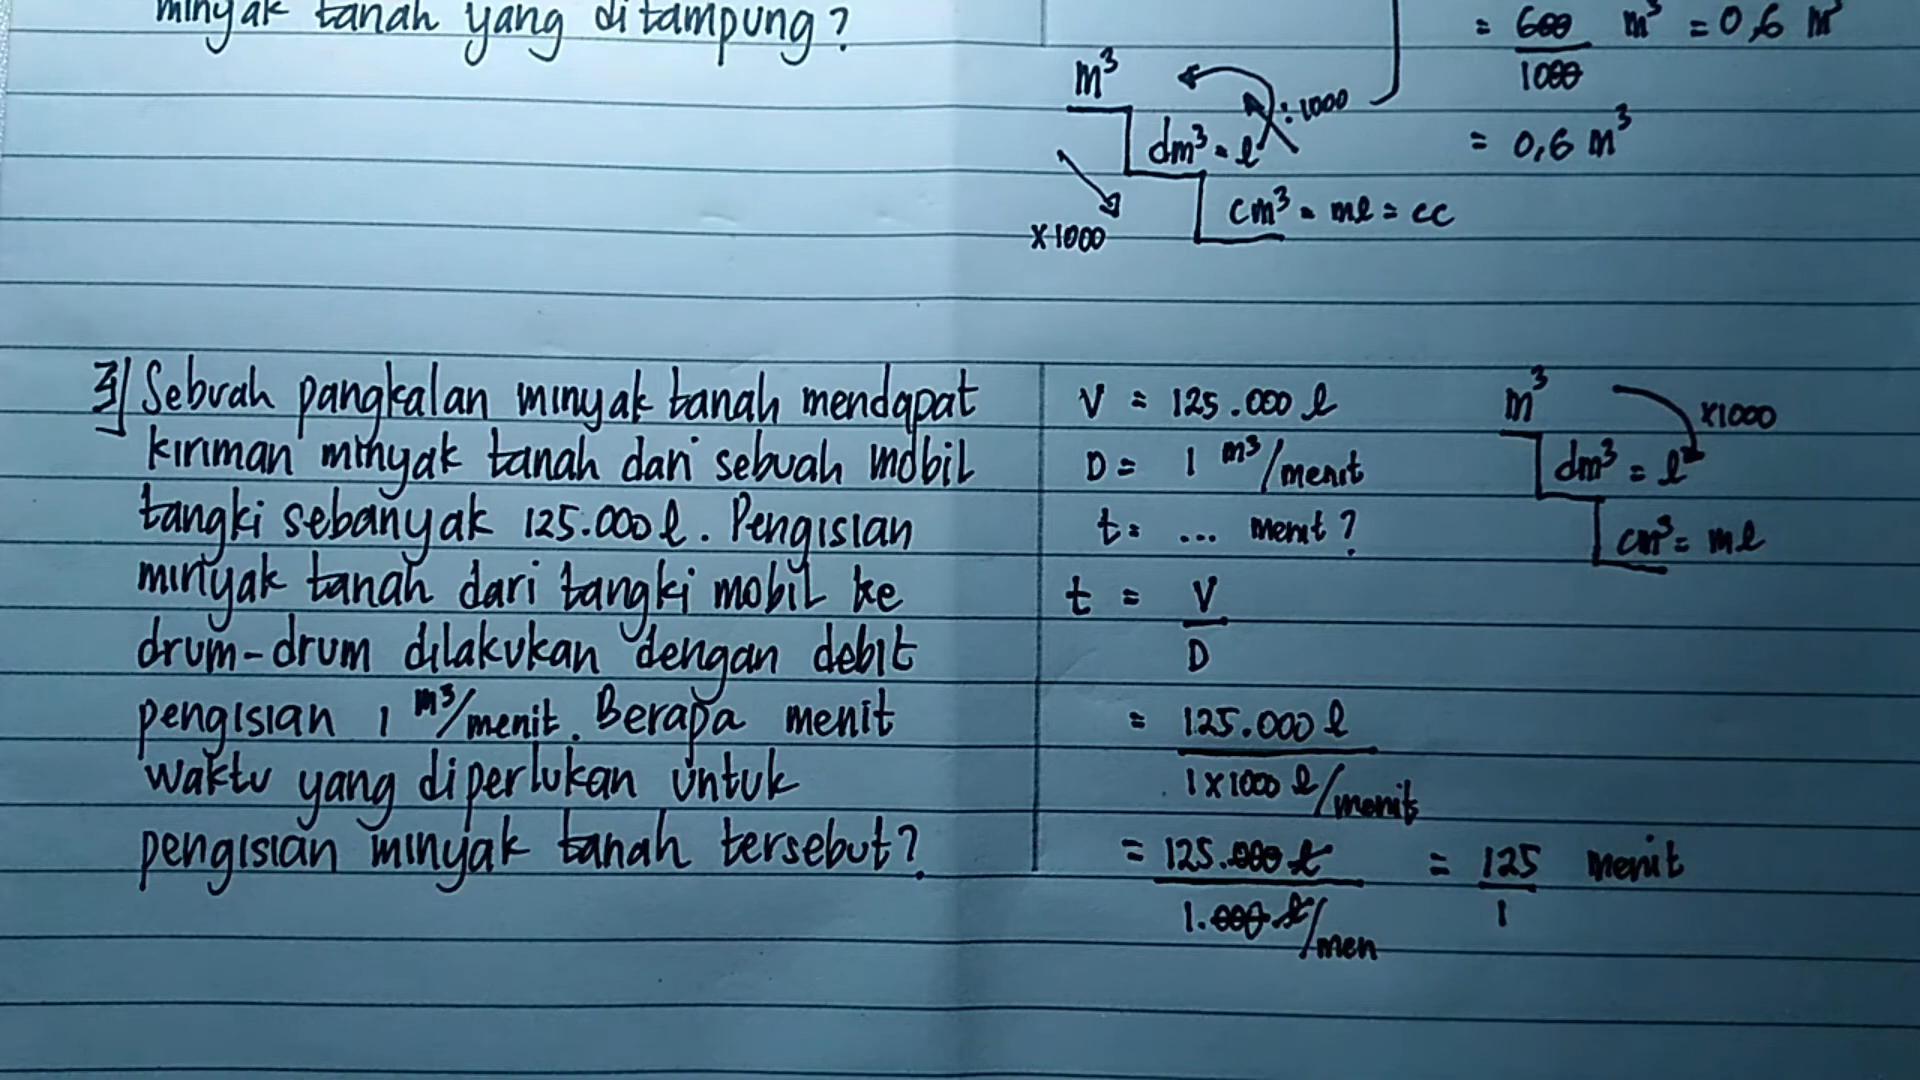 minyak tanah yang ditampung?
= 600 m³ = 0,6 m³
1000
= 0,6 m³
m³
: 1000
dm³ = l
cm³ = ml = cc
x 1000
3] Sebuah pangkalan minyak tanah mendapat
kiriman minyak tanah dari sebuah mobil
tangki sebanyak 125.000 l. Pengisian
minyak tanah dari tangki mobil ke
drum-drum dilakukan dengan debit
pengisian 1 m³/menit. Berapa menit
waktu yang diperlukan untuk
pengisian minyak tanah tersebut?
V = 125.000 l
D = 1 m³/menit
t = ... menit?
t = V
D
= 125.000 l
1 x 1000 l/menit
= 125.000 l = 125 menit
1.000 l/men 1
m³
x1000
dm³ = l
cm³ = ml